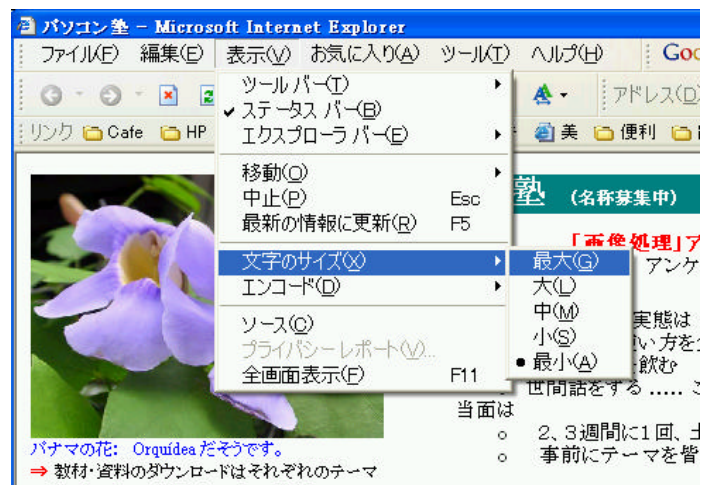 パソコン塾 - Microsoft Internet Explorer
ファイル(F) 編集(E) 表示(V) お気に入り(A) ツール(T) ヘルプ(H)
アドレス(D)
リンク Cafe HP 美 便利
ツール バー(T)
ステータス バー(B)
エクスプローラ バー(E)
移動(O)
中止(P) Esc
最新の情報に更新(R) F5
文字のサイズ(X)
エンコード(D)
ソース(C)
プライバシー レポート(V)...
全画面表示(F) F11
最大(G)
大(L)
中(M)
小(S)
最小(A)
塾 (名称募集中)
「画像処理」ア
アンケ
実態は
い方を
飲む
世間話をする .....
当面は
2、3週間に1回、土
事前にテーマを皆
パナマの花: Orquídeaだそうです。
⇒ 教材・資料のダウンロードはそれぞれのテーマ